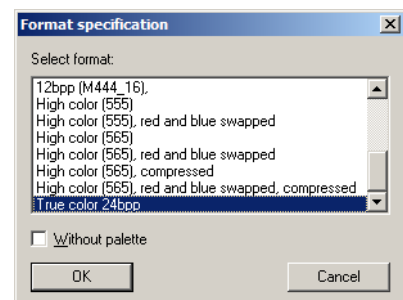 Format specification
Select format:
12bpp (M444_16),
High color (555)
High color (555), red and blue swapped
High color (565)
High color (565), red and blue swapped
High color (565), compressed
High color (565), red and blue swapped, compressed
True color 24bpp
Without palette
OK Cancel